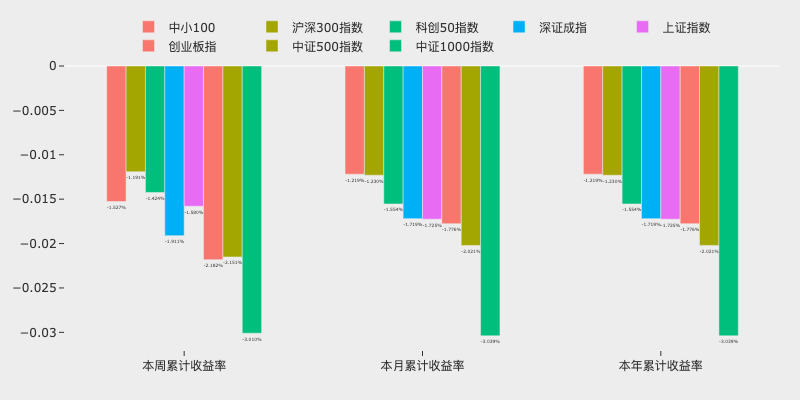 中小100 沪深300指数 科创50指数 深证成指 上证指数
创业板指 中证500指数 中证1000指数
0
−0.005
−0.01
−0.015
−0.02
−0.025
−0.03
-1.527% -1.191% -1.424% -1.911% -1.580% -2.182% -2.151% -3.010%
-1.219% -1.230% -1.554% -1.719% -1.725% -1.776% -2.021% -3.039%
-1.219% -1.230% -1.554% -1.719% -1.725% -1.776% -2.021% -3.039%
本周累计收益率 本月累计收益率 本年累计收益率